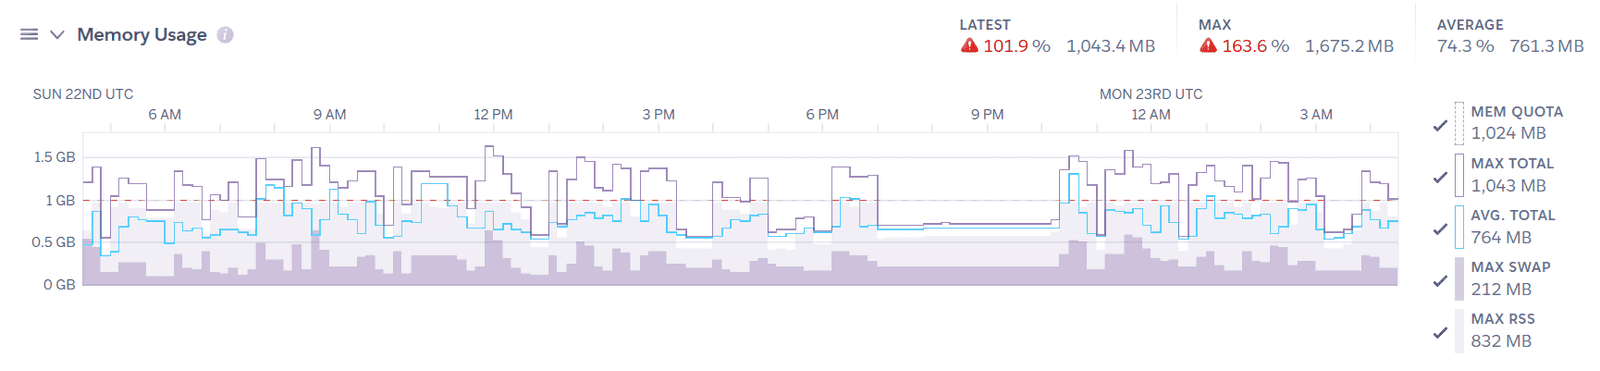 Memory Usage i
LATEST
101.9 % 1,043.4 MB
MAX
163.6 % 1,675.2 MB
AVERAGE
74.3 % 761.3 MB
SUN 22ND UTC
MON 23RD UTC
6 AM 9 AM 12 PM 3 PM 6 PM 9 PM 12 AM 3 AM
1.5 GB
1 GB
0.5 GB
0 GB
MEM QUOTA
1,024 MB
MAX TOTAL
1,043 MB
AVG. TOTAL
764 MB
MAX SWAP
212 MB
MAX RSS
832 MB